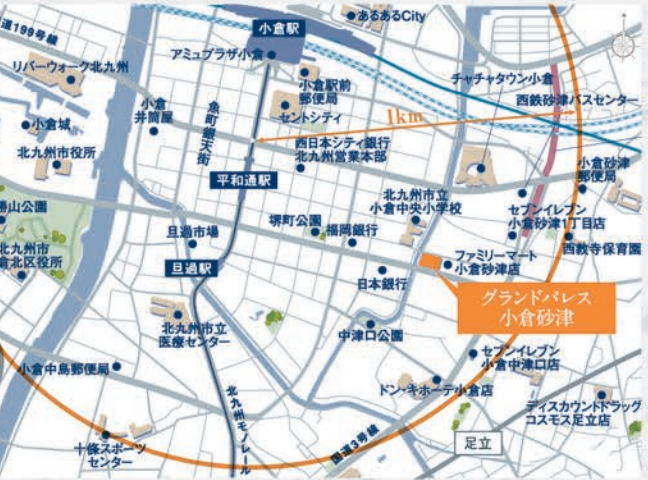 道199号線
小倉駅
あるあるCity
アミュプラザ小倉
リバーウォーク北九州
小倉駅前
郵便局
チャチャタウン小倉
西鉄砂津バスセンター
小倉
井筒屋
魚町銀天街
セントシティ
1km
小倉城
北九州市役所
西日本シティ銀行
北九州営業本部
平和通駅
小倉砂津
郵便局
勝山公園
北九州市立
小倉中央小学校
セブンイレブン
小倉砂津1丁目店
堺町公園
福岡銀行
旦過市場
北九州市
倉北区役所
西教寺保育園
ファミリーマート
小倉砂津店
旦過駅
日本銀行
グランドパレス
小倉砂津
北九州市立
医療センター
中津口公園
セブンイレブン
小倉中津口店
小倉中島郵便局
ドン・キホーテ小倉店
北九州モノレール
ディスカウントドラッグ
コスモス足立店
十條スポーツ
センター
国道3号線
足立